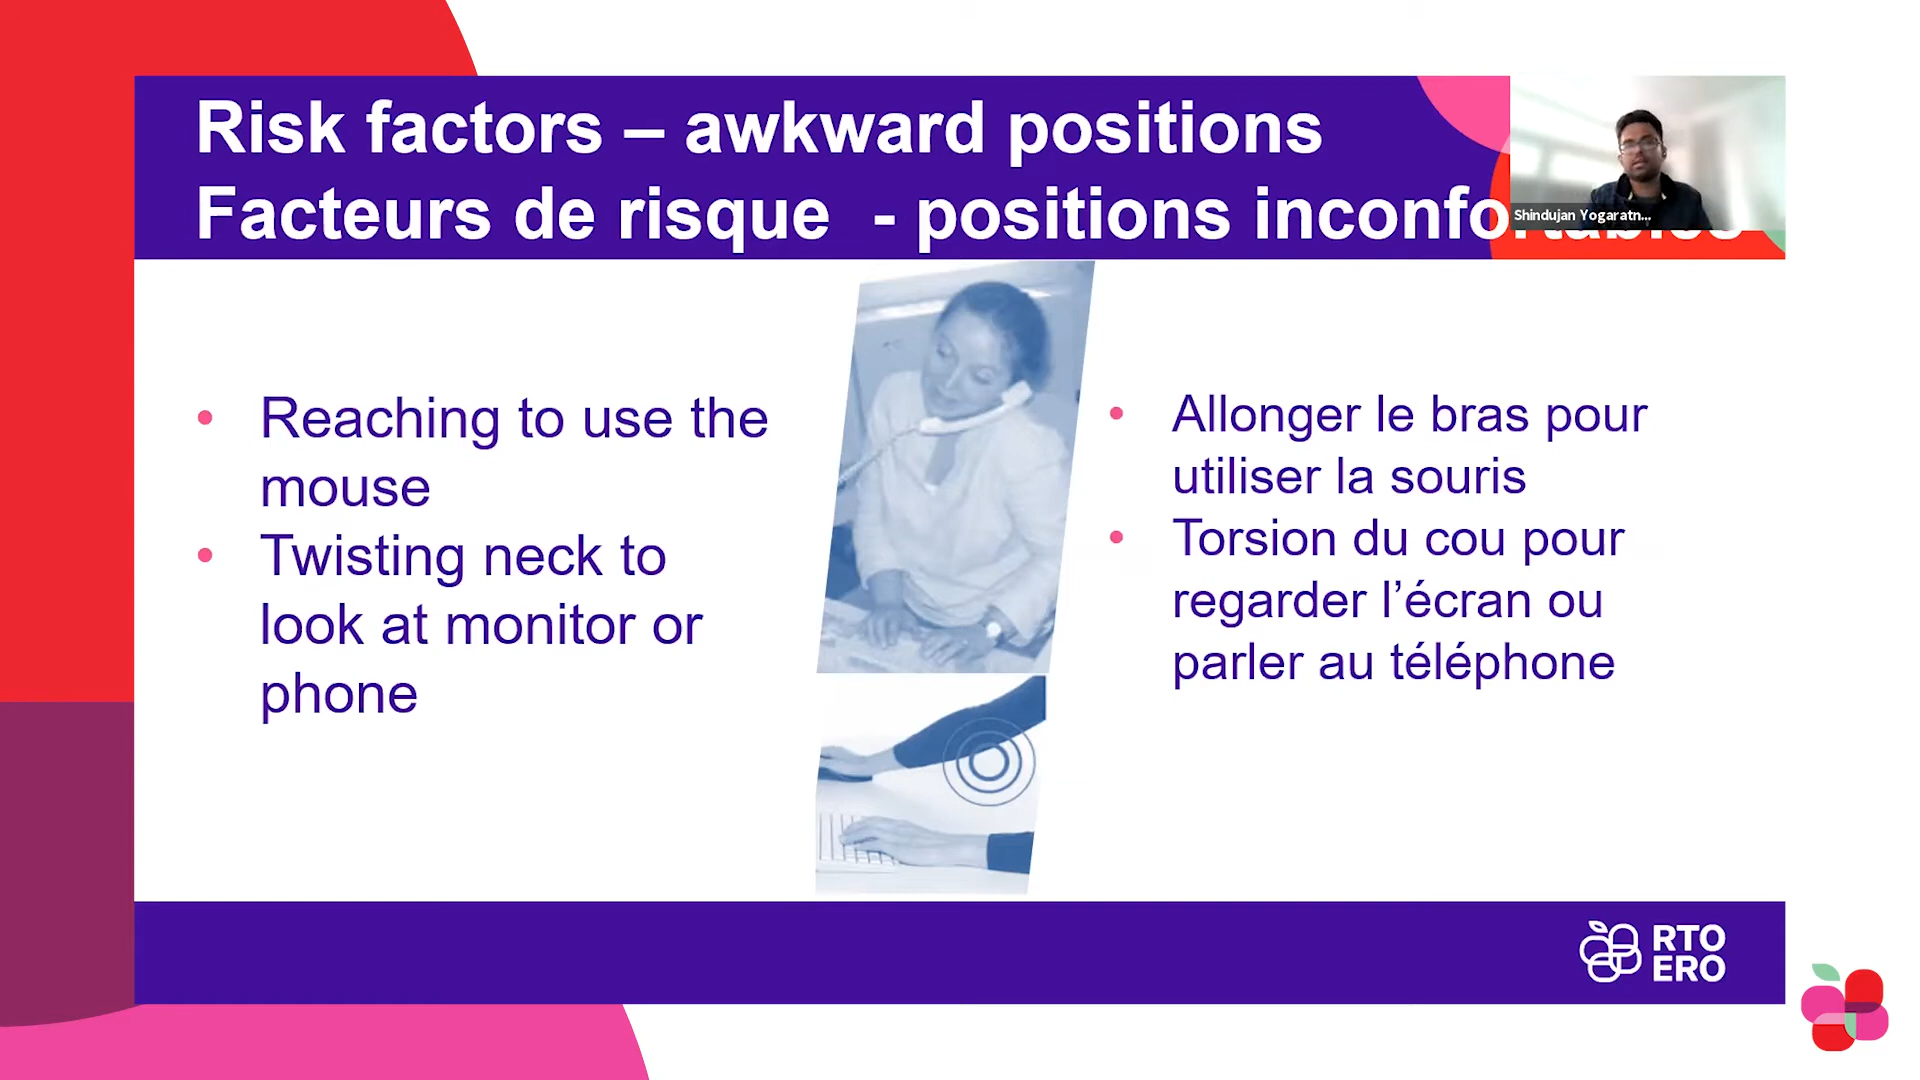 Risk factors – awkward positions
Facteurs de risque  - positions
Shindujan Yogaratn...
• Reaching to use the
mouse
• Twisting neck to
look at monitor or
phone
• Allonger le bras pour
utiliser la souris
• Torsion du cou pour
regarder l’écran ou
parler au téléphone
RTO
ERO